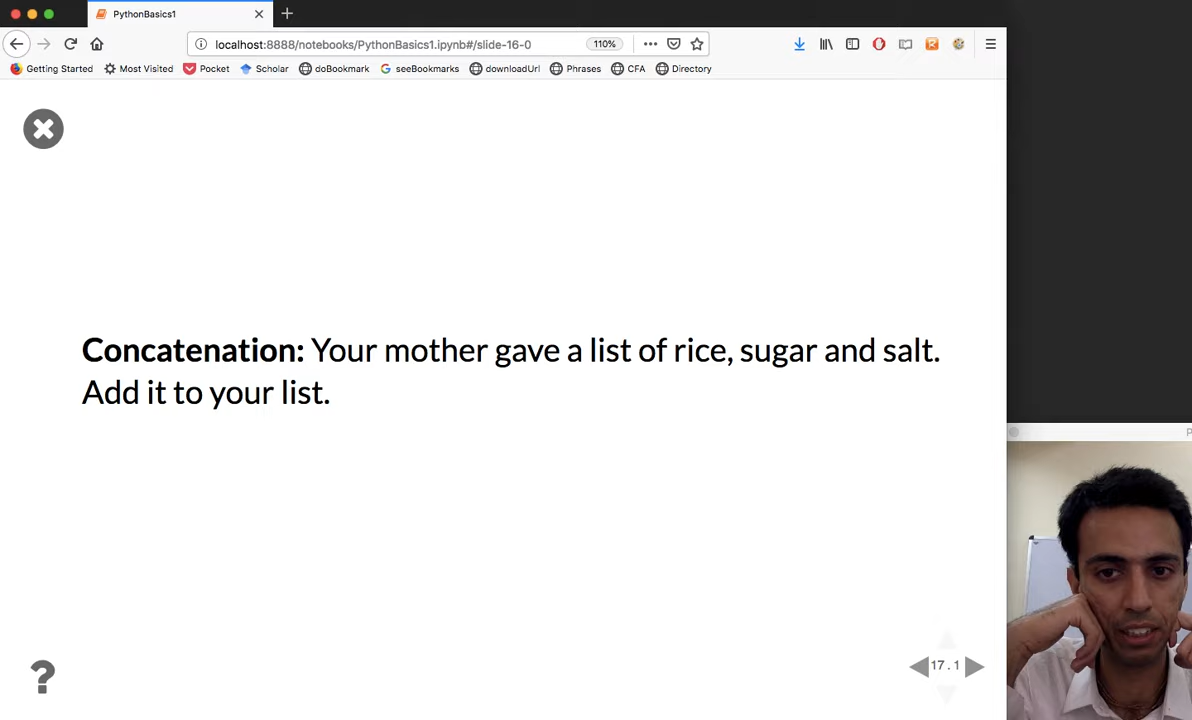 PythonBasics1
localhost:8888/notebooks/PythonBasics1.ipynb#/slide-16-0 110%
Getting Started Most Visited Pocket Scholar doBookmark seeBookmarks downloadUrl Phrases CFA Directory
Concatenation: Your mother gave a list of rice, sugar and salt.
Add it to your list.
P
17.1
?